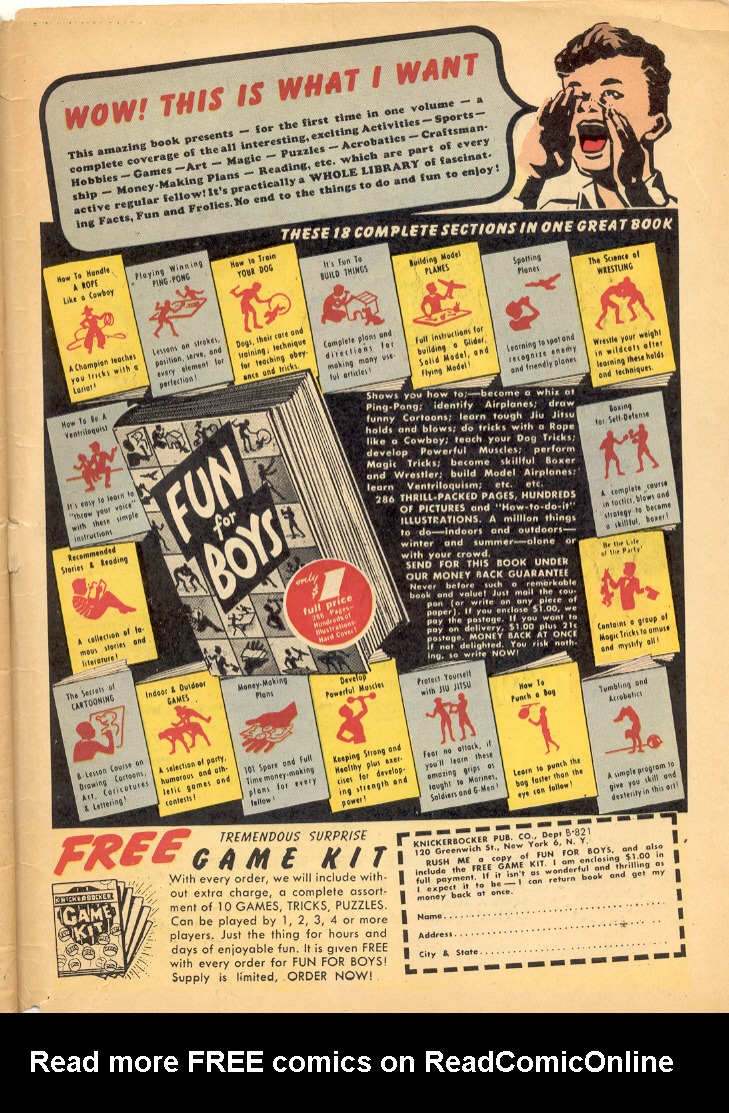 WOW! THIS IS WHAT I WANT
This amazing book presents — for the first time in one volume — a
complete coverage of the all interesting, exciting Activities — Sports —
Hobbies — Games — Art — Magic — Puzzles — Acrobatics — Craftsman-
ship — Money-Making Plans — Reading, etc. which are part of every
active regular fellow! It's practically a WHOLE LIBRARY of fascinat-
ing Facts, Fun and Frolics. No end to the things to do and fun to enjoy!
THESE 18 COMPLETE SECTIONS IN ONE GREAT BOOK
How To Handle
A ROPE
Like a Cowboy
A Champion teaches
you tricks with a
Lariat!
Playing Winning
PING-PONG
Lessons on strokes,
position, serve, and
every element for
perfection!
How to Train
YOUR DOG
Dogs, their care and
training; technique
for teaching obey-
ance and tricks.
It's Fun To
BUILD THINGS
Complete plans and
directions for
making many use-
ful articles!
Building Model
PLANES
Full instructions for
building a Glider,
Solid Model, and
Flying Model!
Spotting
Planes
Learning to spot and
recognize enemy
and friendly planes
The Science of
WRESTLING
Wrestle your weight
in wildcats after
learning these holds
and techniques.
How To Be A
Ventriloquist
It's easy to learn to
"throw your voice"
with these simple
instructions
FUN
for
BOYS
only
$1
full price
286 Pages—
Hundreds of
Illustrations.
Hard Cover!
Shows you how to;—become a whiz at
Ping-Pong; identify Airplanes; draw
funny Cartoons; learn tough Jiu Jitsu
holds and blows; do tricks with a Rope
like a Cowboy; teach your Dog Tricks;
develop Powerful Muscles; perform
Magic Tricks; become skillful Boxer
and Wrestler; build Model Airplanes;
learn Ventriloquism; etc. etc.
286 THRILL-PACKED PAGES, HUNDREDS
OF PICTURES and "How-to-do-it"
ILLUSTRATIONS. A million things
to do—indoors and outdoors—
winter and summer—alone or
with your crowd.
SEND FOR THIS BOOK UNDER
OUR MONEY BACK GUARANTEE
Never before such a remarkable
book and value! Just mail the cou-
pon (or write on any piece of
paper). If you enclose $1.00, we
pay the postage. If you want to
pay on delivery, $1.00 plus 21c
postage. MONEY BACK AT ONCE
if not delighted. You risk noth-
ing, so write NOW!
Boxing
for Self-Defense
A complete course
in tactics, blows and
strategy to become
a skillful, boxer!
Recommended
Stories & Reading
A collection of fa-
mous stories and
literature!
Be the Life
of the Party!
Contains a group of
Magic Tricks to amuse
and mystify all!
The Secrets of
CARTOONING
8-Lesson Course on
Drawing Cartoons,
Art, Caricatures
& Lettering!
Indoor & Outdoor
GAMES
A selection of party,
humorous and ath-
letic games and
contests!
Money-Making
Plans
101 Spare and Full
Time money-making
plans for every
fellow!
Develop
Powerful Muscles
Keeping Strong and
Healthy plus exer-
cises for develop-
ing strength and
power!
Protect Yourself
with JIU JITSU
Fear no attack, if
you'll learn these
amazing grips as
taught to Marines,
Soldiers and G-Men!
How To
Punch a Bag
Learn to punch the
bag faster than the
eye can follow!
Tumbling and
Acrobatics
A simple program to
give you skill and
dexterity in this art!
FREE TREMENDOUS SURPRISE
GAME KIT
KNICKERBOCKER
GAME
KIT
With every order, we will include with-
out extra charge, a complete assort-
ment of 10 GAMES, TRICKS, PUZZLES.
Can be played by 1, 2, 3, 4 or more
players. Just the thing for hours and
days of enjoyable fun. It is given FREE
with every order for FUN FOR BOYS!
Supply is limited, ORDER NOW!
KNICKERBOCKER PUB. CO., Dept B-821
120 Greenwich St., New York 6, N. Y.
RUSH ME a copy of FUN FOR BOYS, and also
include the FREE GAME KIT. I am enclosing $1.00 in
full payment. If it isn't as wonderful and thrilling as
I expect it to be — I can return book and get my
money back at once.
Name
Address
City & State
Read more FREE comics on ReadComicOnline